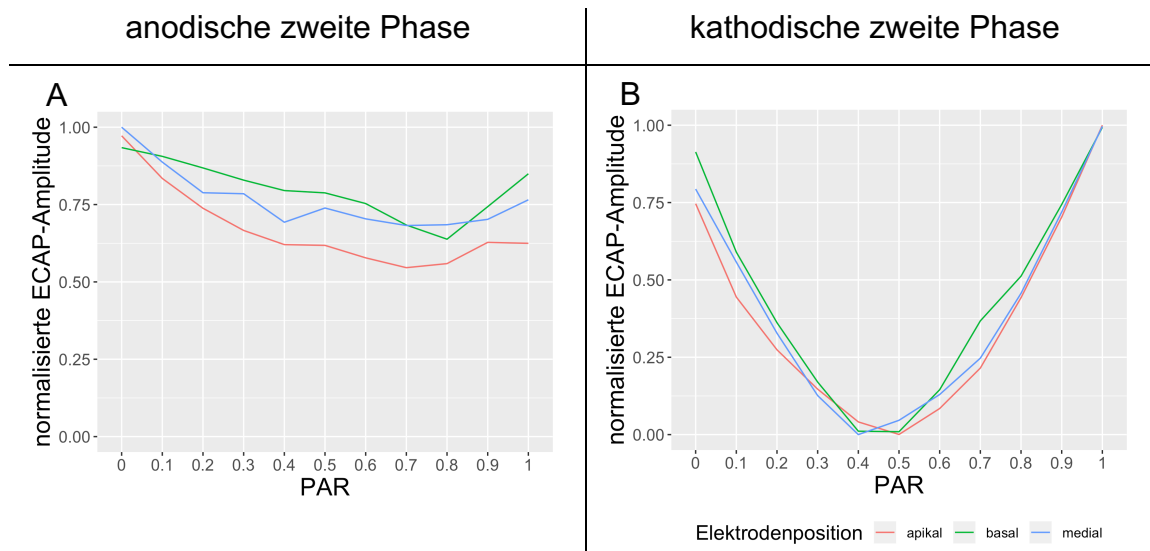 anodische zweite Phase
kathodische zweite Phase
A
normalisierte ECAP-Amplitude
1.00
0.75
0.50
0.25
0.00
0 0.1 0.2 0.3 0.4 0.5 0.6 0.7 0.8 0.9 1
PAR
B
normalisierte ECAP-Amplitude
1.00
0.75
0.50
0.25
0.00
0 0.1 0.2 0.3 0.4 0.5 0.6 0.7 0.8 0.9 1
PAR
Elektrodenposition apikal basal medial